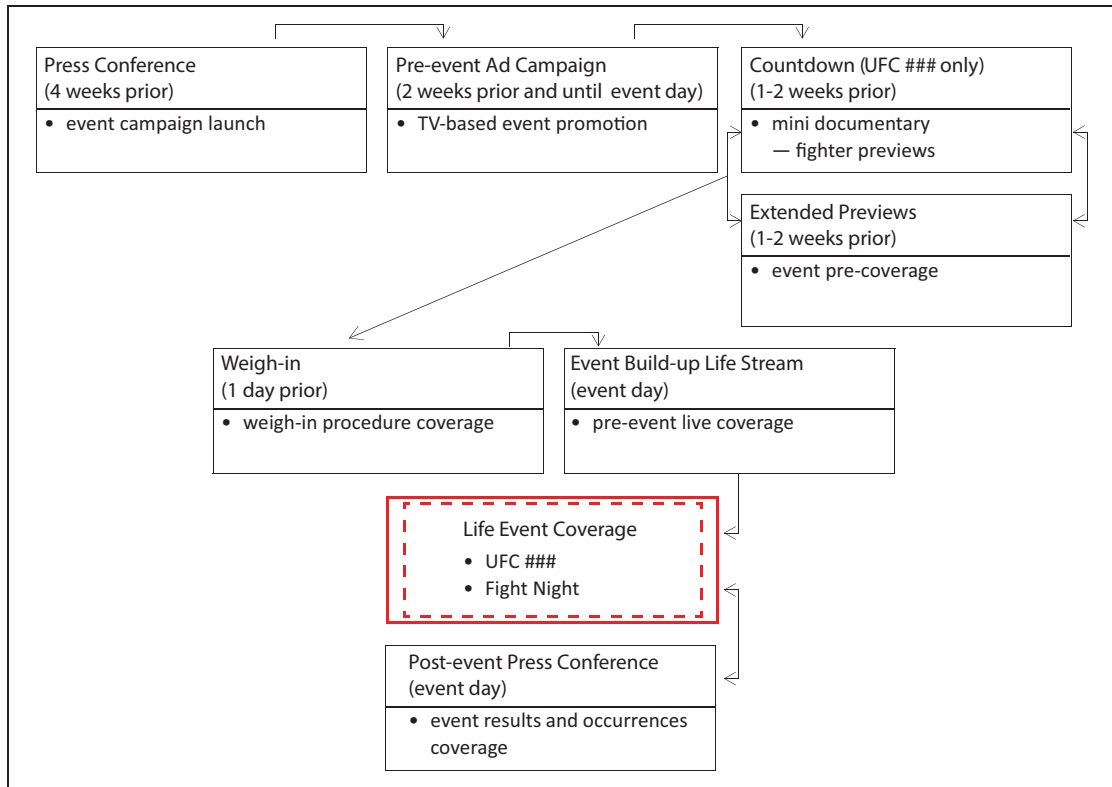 Press Conference
(4 weeks prior)
• event campaign launch
Pre-event Ad Campaign
(2 weeks prior and until event day)
• TV-based event promotion
Countdown (UFC ### only)
(1-2 weeks prior)
• mini documentary
— fighter previews
Extended Previews
(1-2 weeks prior)
• event pre-coverage
Weigh-in
(1 day prior)
• weigh-in procedure coverage
Event Build-up Life Stream
(event day)
• pre-event live coverage
Life Event Coverage
• UFC ###
• Fight Night
Post-event Press Conference
(event day)
• event results and occurrences
coverage